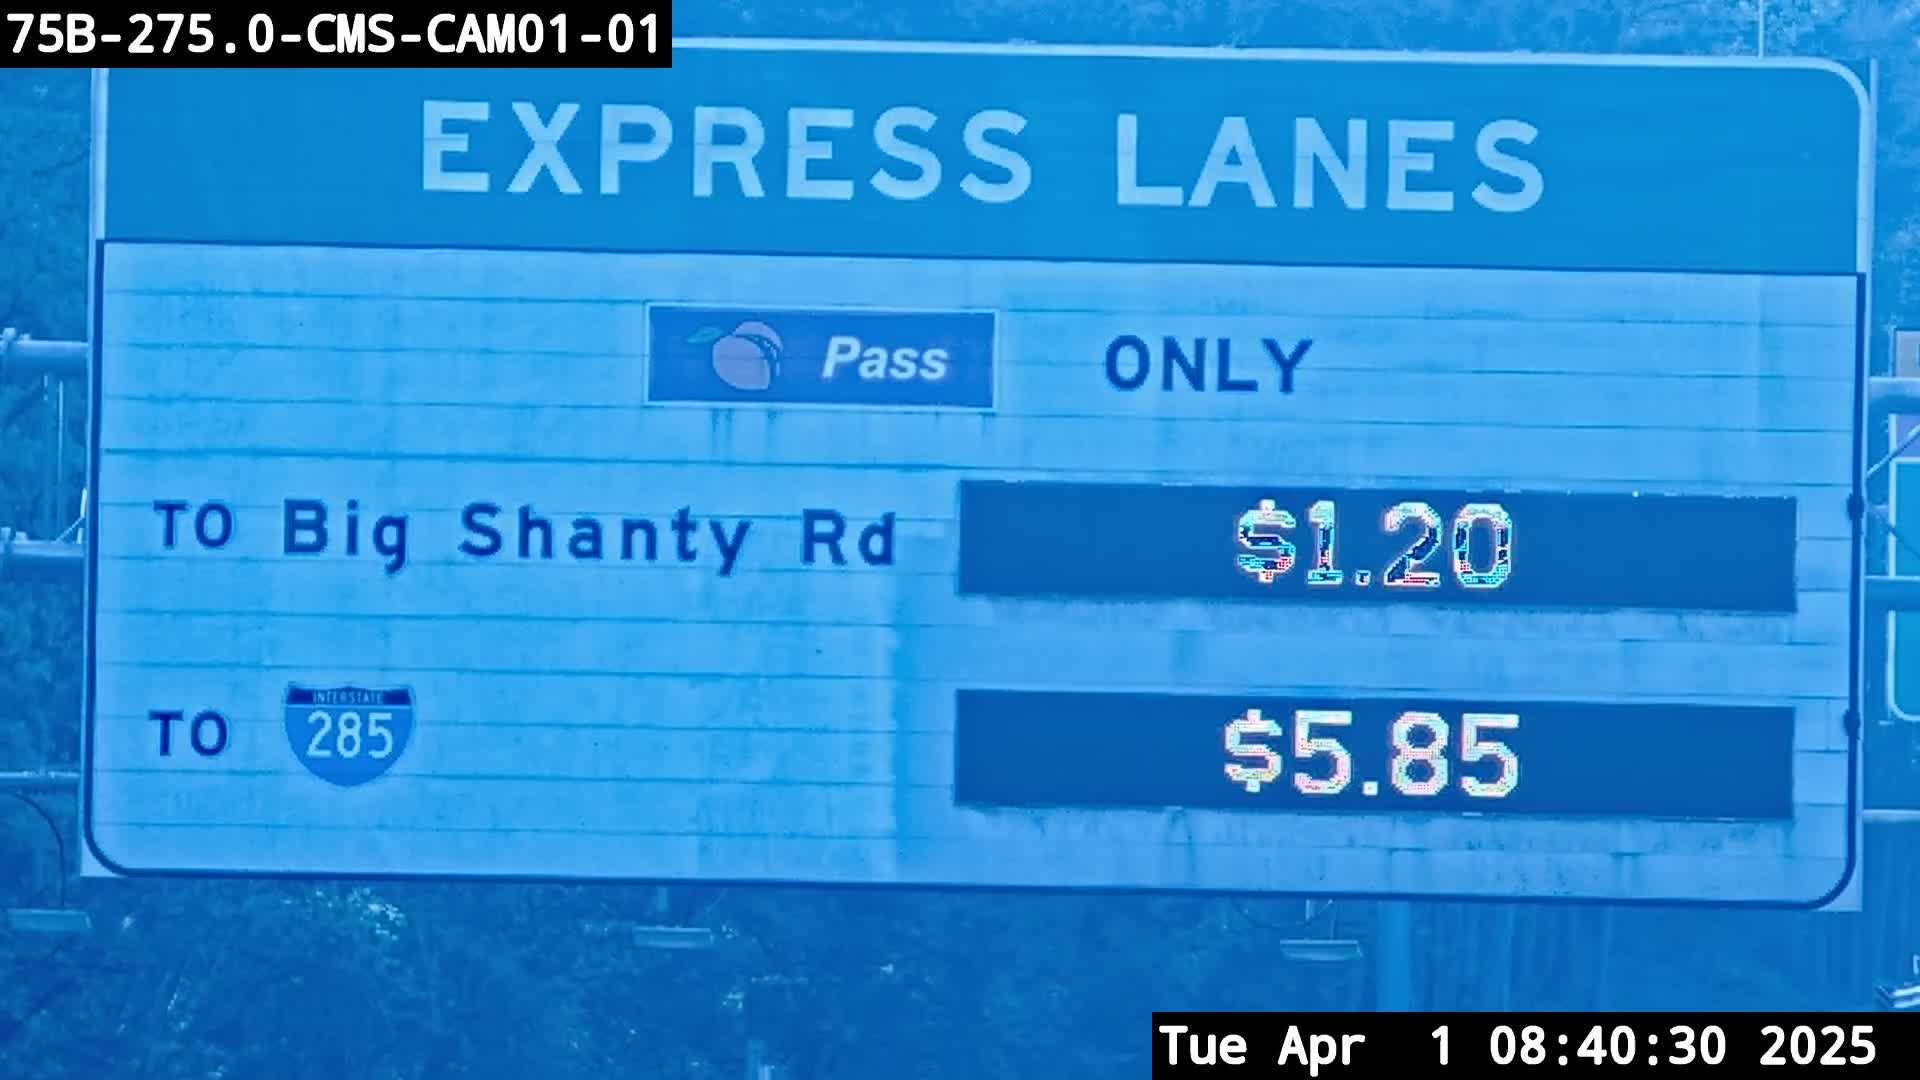 75B-275.0-CMS-CAM01-01
EXPRESS LANES
Pass ONLY
TO Big Shanty Rd $1.20
TO INTERSTATE 285 $5.85
Tue Apr 1 08:40:30 2025